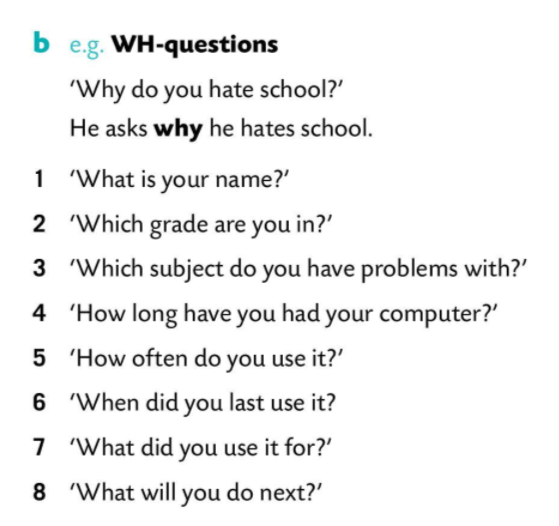 b e.g. WH-questions
‘Why do you hate school?’
He asks why he hates school.
1 ‘What is your name?’
2 ‘Which grade are you in?’
3 ‘Which subject do you have problems with?’
4 ‘How long have you had your computer?’
5 ‘How often do you use it?’
6 ‘When did you last use it?
7 ‘What did you use it for?’
8 ‘What will you do next?’